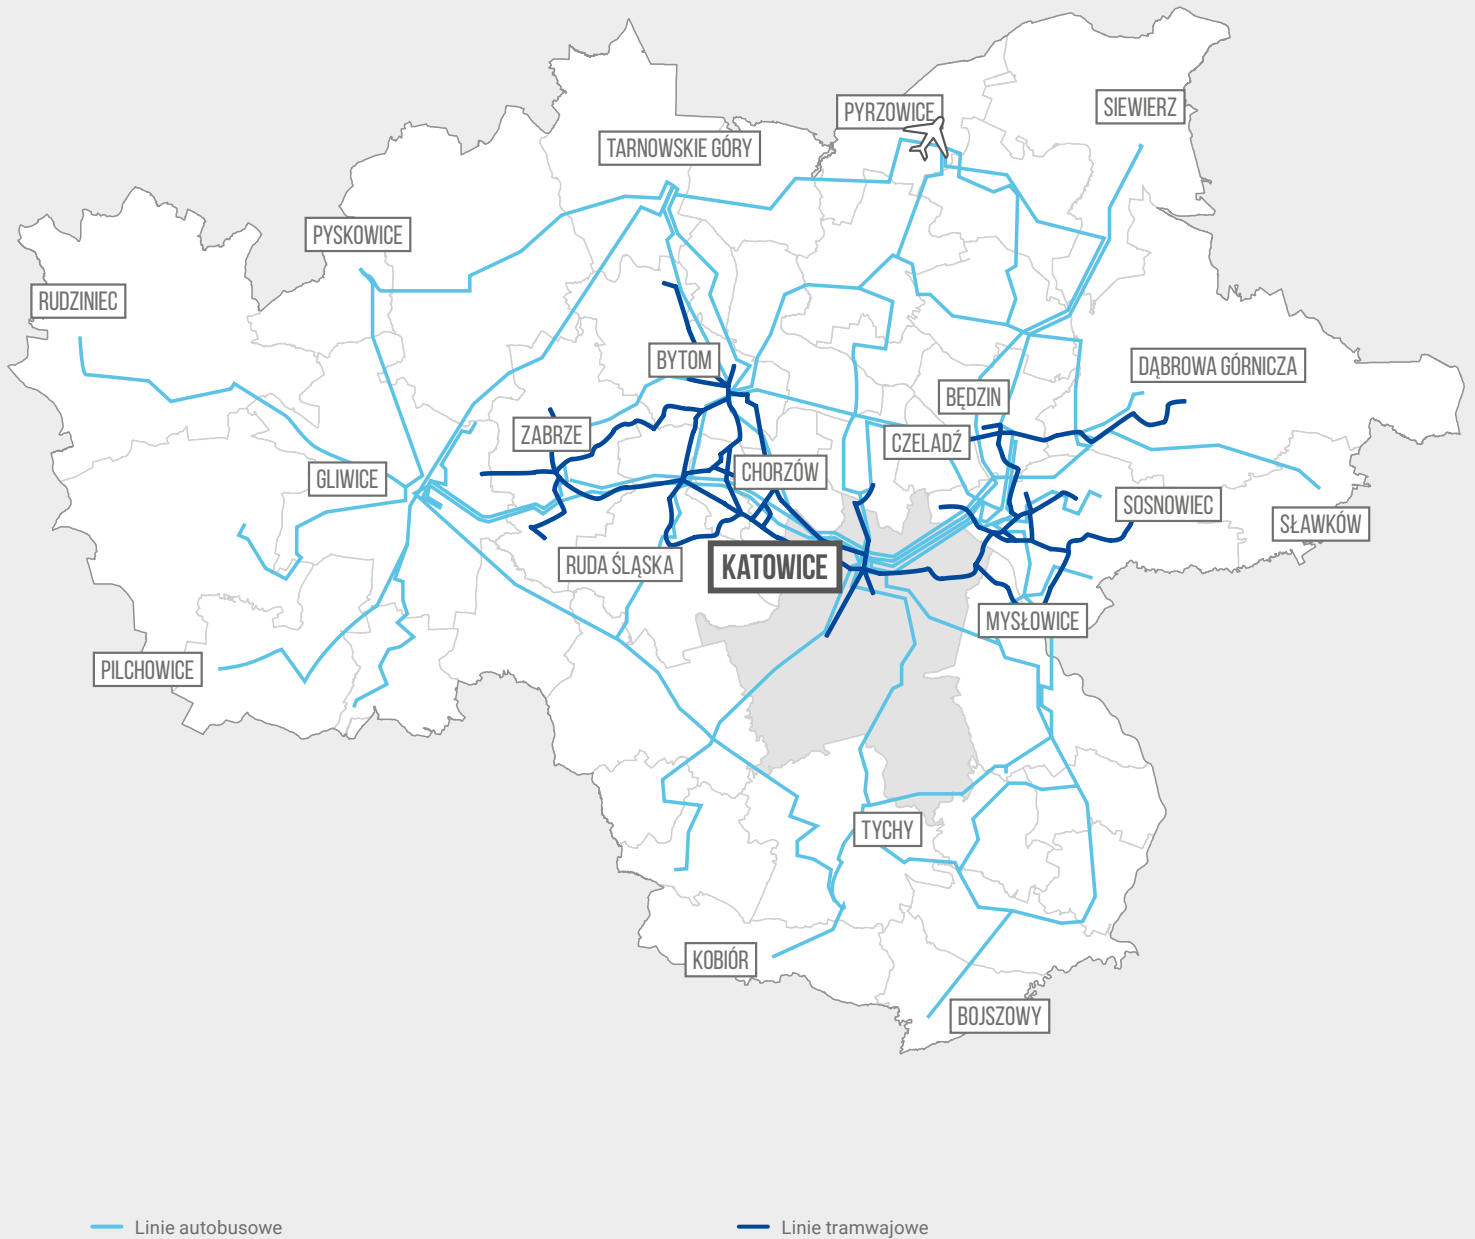 PYRZOWICE
SIEWIERZ
TARNOWSKIE GÓRY
PYSKOWICE
RUDZINIEC
BYTOM
DĄBROWA GÓRNICZA
BĘDZIN
ZABRZE
CZELADŹ
GLIWICE
CHORZÓW
SOSNOWIEC
SŁAWKÓW
RUDA ŚLĄSKA
KATOWICE
MYSŁOWICE
PILCHOWICE
TYCHY
KOBIÓR
BOJSZOWY
Linie autobusowe
Linie tramwajowe